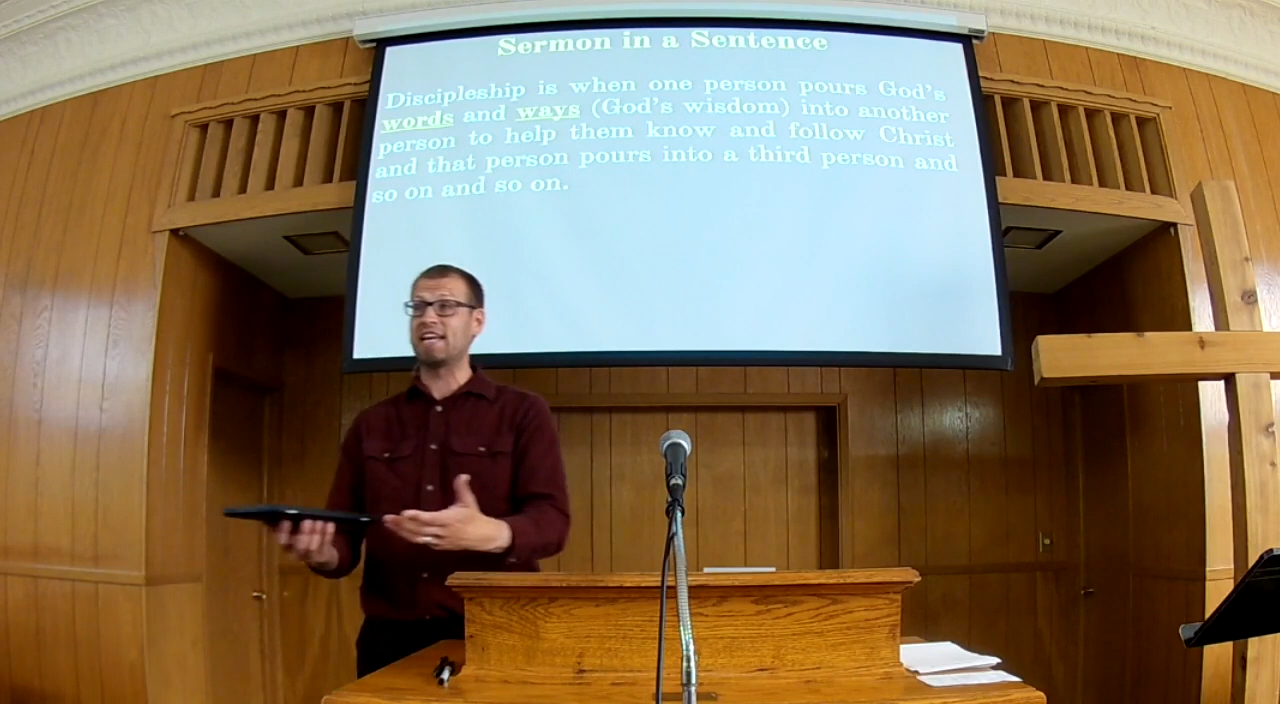 Sermon in a Sentence
Discipleship is when one person pours God's
words and ways (God's wisdom) into another
person to help them know and follow Christ
and that person pours into a third person and
so on and so on.